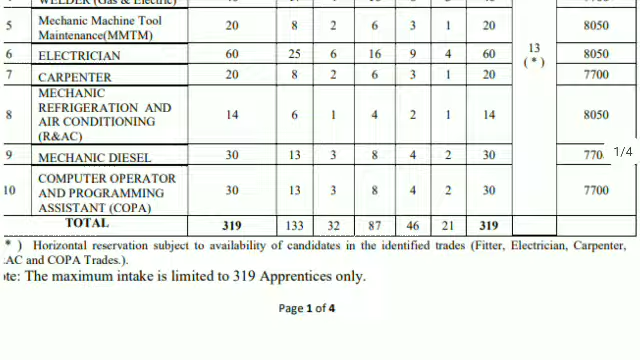 WELDER (Gas & Electric)
5 Mechanic Machine Tool Maintenance(MMTM) 20 8 2 6 3 1 20 8050
6 ELECTRICIAN 60 25 6 16 9 4 60 13 (*) 8050
7 CARPENTER 20 8 2 6 3 1 20 7700
8 MECHANIC REFRIGERATION AND AIR CONDITIONING (R&AC) 14 6 1 4 2 1 14 8050
9 MECHANIC DIESEL 30 13 3 8 4 2 30 770
1/4
10 COMPUTER OPERATOR AND PROGRAMMING ASSISTANT (COPA) 30 13 3 8 4 2 30 7700
TOTAL 319 133 32 87 46 21 319
* ) Horizontal reservation subject to availability of candidates in the identified trades (Fitter, Electrician, Carpenter,
AC and COPA Trades.).
te: The maximum intake is limited to 319 Apprentices only.
Page 1 of 4